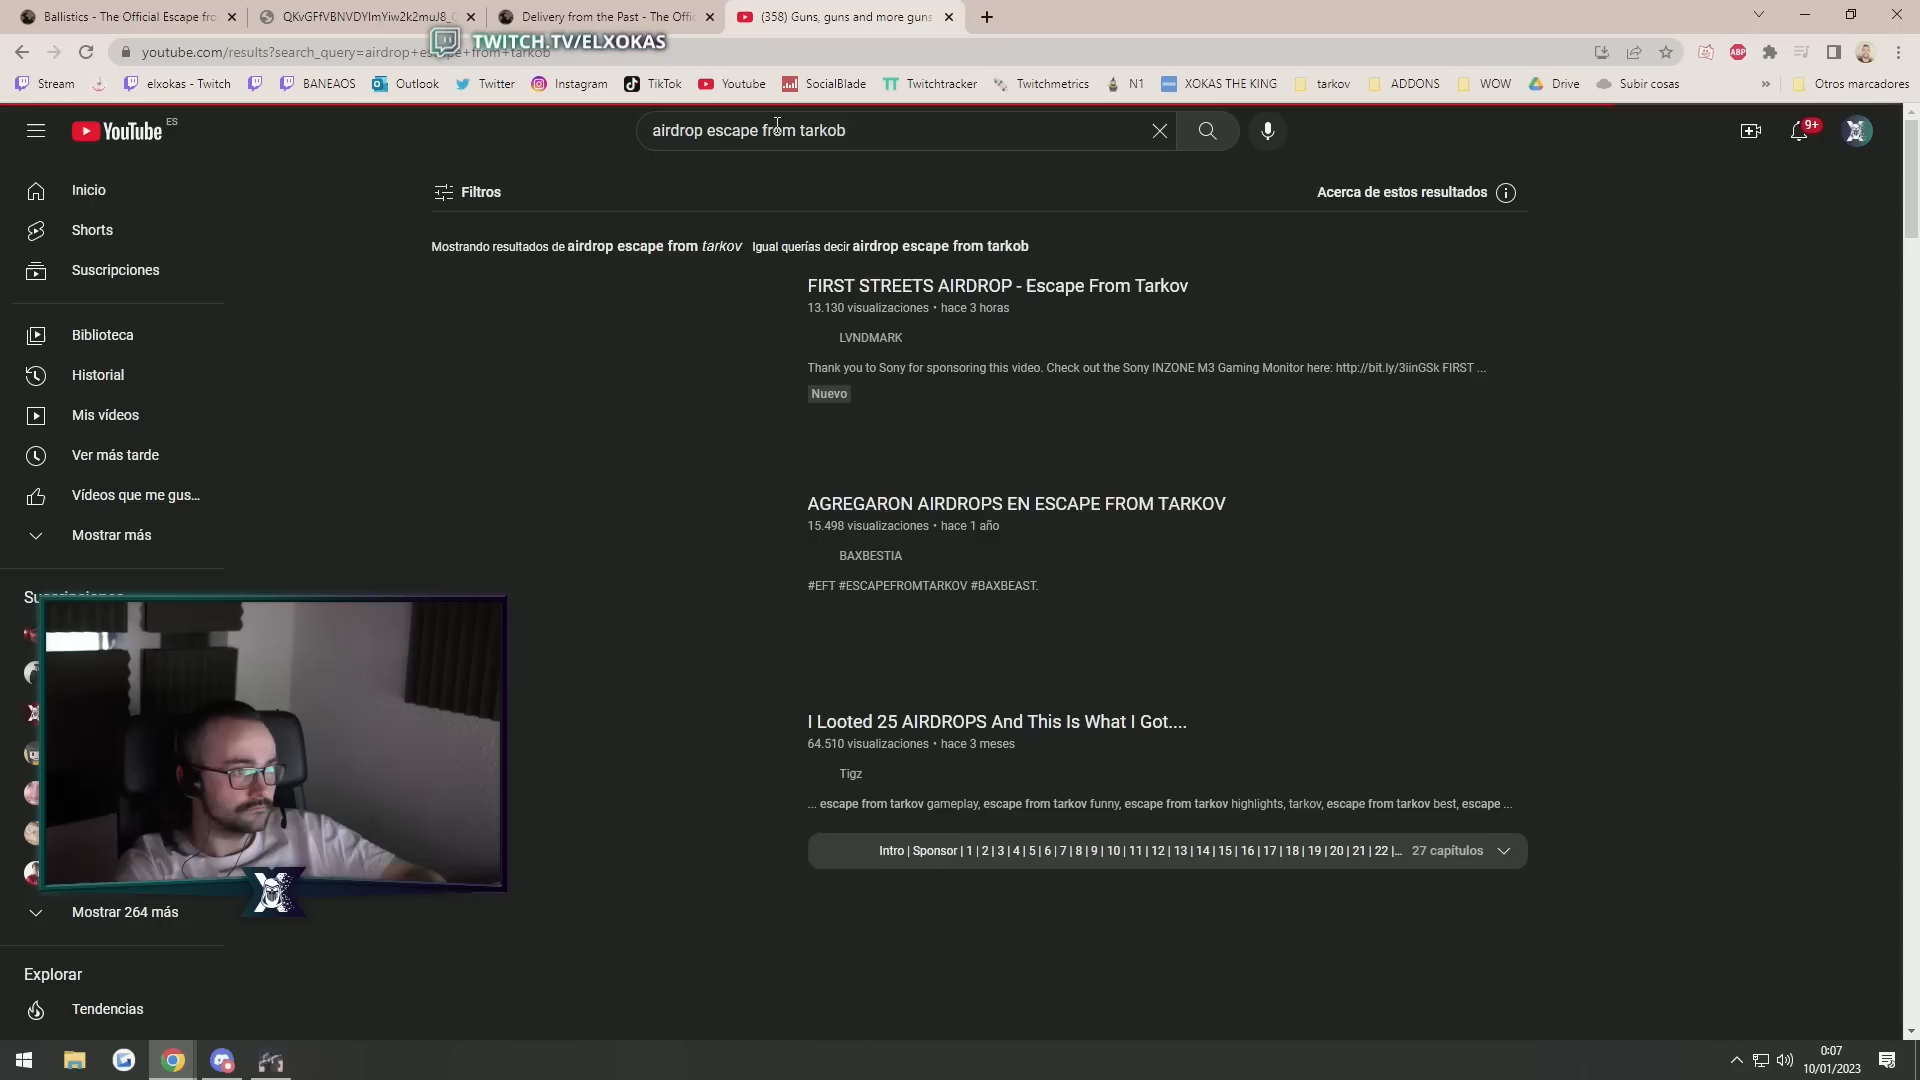 Ballistics - The Official Escape fro
QKvGFfVBNVDYlmYiw2k2muJ8_
Delivery from the Past - The Offic
(358) Guns, guns and more guns
TWITCH.TV/ELXOKAS
youtube.com/results?search_query=airdrop+escape+from+tarkob
Stream
elxokas - Twitch
BANEAOS
Outlook
Twitter
Instagram
TikTok
Youtube
SocialBlade
Twitchtracker
Twitchmetrics
N1
XOKAS THE KING
tarkov
ADDONS
WOW
Drive
Subir cosas
»
Otros marcadores
YouTube ES
airdrop escape from tarkob
9+
Inicio
Shorts
Suscripciones
Biblioteca
Historial
Mis vídeos
Ver más tarde
Vídeos que me gus...
Mostrar más
Suscripciones
Mostrar 264 más
Explorar
Tendencias
Filtros
Acerca de estos resultados
Mostrando resultados de airdrop escape from tarkov Igual querías decir airdrop escape from tarkob
FIRST STREETS AIRDROP - Escape From Tarkov
13.130 visualizaciones • hace 3 horas
LVNDMARK
Thank you to Sony for sponsoring this video. Check out the Sony INZONE M3 Gaming Monitor here: http://bit.ly/3iinGSk FIRST ...
Nuevo
AGREGARON AIRDROPS EN ESCAPE FROM TARKOV
15.498 visualizaciones • hace 1 año
BAXBESTIA
#EFT #ESCAPEFROMTARKOV #BAXBEAST.
I Looted 25 AIRDROPS And This Is What I Got....
64.510 visualizaciones • hace 3 meses
Tigz
... escape from tarkov gameplay, escape from tarkov funny, escape from tarkov highlights, tarkov, escape from tarkov best, escape ...
Intro | Sponsor | 1 | 2 | 3 | 4 | 5 | 6 | 7 | 8 | 9 | 10 | 11 | 12 | 13 | 14 | 15 | 16 | 17 | 18 | 19 | 20 | 21 | 22 |... 27 capítulos
0:07
10/01/2023